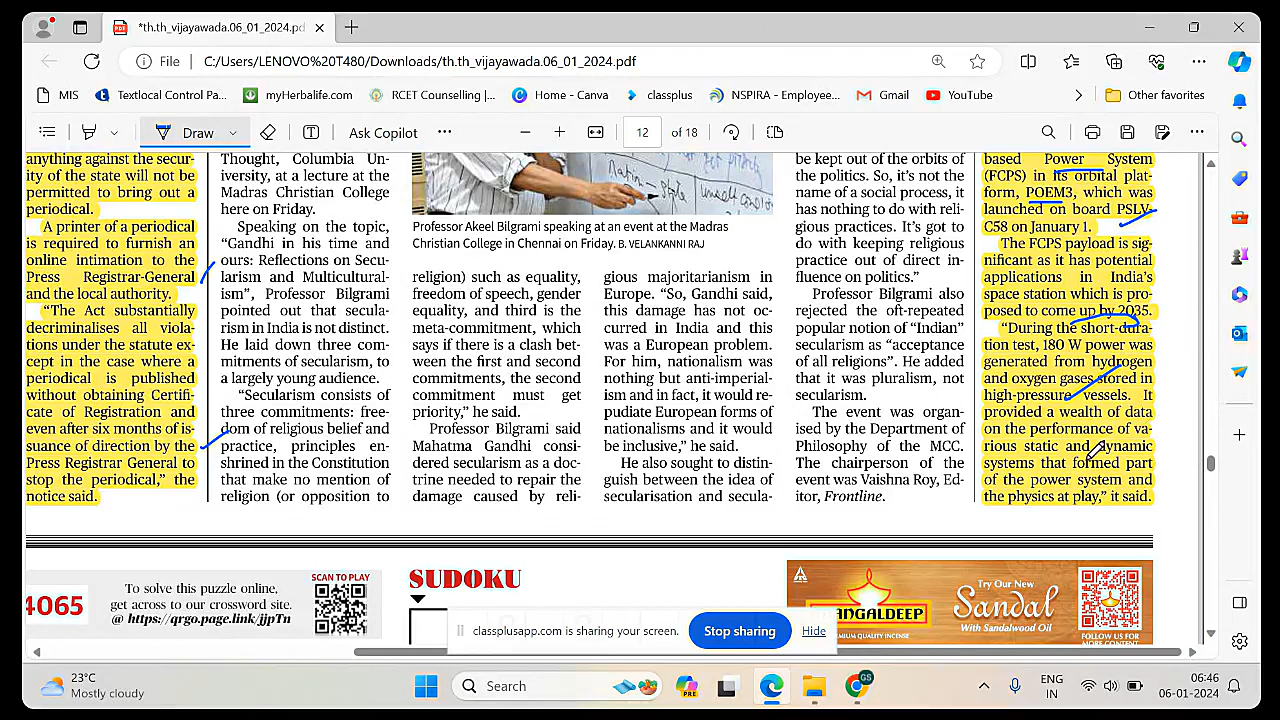 *th.th_vijayawada.06_01_2024.pd
File
C:/Users/LENOVO%20T480/Downloads/th.th_vijayawada.06_01_2024.pdf
MIS
Textlocal Control Pa...
myHerbalife.com
RCET Counselling |...
Home - Canva
classplus
NSPIRA - Employee...
Gmail
YouTube
Other favorites
Draw
Ask Copilot
12
of 18
anything against the secur-
ity of the state will not be
permitted to bring out a
periodical.
A printer of a periodical
is required to furnish an
online intimation to the
Press Registrar-General
and the local authority.
"The Act substantially
decriminalises all viola-
tions under the statute ex-
cept in the case where a
periodical is published
without obtaining Certifi-
cate of Registration and
even after six months of is-
suance of direction by the
Press Registrar General to
stop the periodical," the
notice said.
Thought, Columbia Un-
iversity, at a lecture at the
Madras Christian College
here on Friday.
Speaking on the topic,
"Gandhi in his time and
ours: Reflections on Secu-
larism and Multicultural-
ism", Professor Bilgrami
pointed out that secula-
rism in India is not distinct.
He laid down three com-
mitments of secularism, to
a largely young audience.
"Secularism consists of
three commitments: free-
dom of religious belief and
practice, principles en-
shrined in the Constitution
that make no mention of
religion (or opposition to
Ration - State
Professor Akeel Bilgrami speaking at an event at the Madras
Christian College in Chennai on Friday. B. VELANKANNI RAJ
religion) such as equality,
freedom of speech, gender
equality, and third is the
meta-commitment, which
says if there is a clash bet-
ween the first and second
commitments, the second
commitment must get
priority," he said.
Professor Bilgrami said
Mahatma Gandhi consi-
dered secularism as a doc-
trine needed to repair the
damage caused by reli-
gious majoritarianism in
Europe. "So, Gandhi said,
this damage has not oc-
curred in India and this
was a European problem.
For him, nationalism was
nothing but anti-imperial-
ism and in fact, it would re-
pudiate European forms of
nationalisms and it would
be inclusive," he said.
He also sought to distin-
guish between the idea of
secularisation and secula-
be kept out of the orbits of
the politics. So, it's not the
name of a social process, it
has nothing to do with reli-
gious practices. It's got to
do with keeping religious
practice out of direct in-
fluence on politics."
Professor Bilgrami also
rejected the oft-repeated
popular notion of "Indian"
secularism as "acceptance
of all religions". He added
that it was pluralism, not
secularism.
The event was organ-
ised by the Department of
Philosophy of the MCC.
The chairperson of the
event was Vaishna Roy, Ed-
itor, Frontline.
based Power System
(FCPS) in its orbital plat-
form, POEM3, which was
launched on board PSLV-
C58 on January 1.
The FCPS payload is sig-
nificant as it has potential
applications in India's
space station which is pro-
posed to come up by 2035.
"During the short-dura-
tion test, 180 W power was
generated from hydrogen
and oxygen gases stored in
high-pressure vessels. It
provided a wealth of data
on the performance of va-
rious static and dynamic
systems that formed part
of the power system and
the physics at play," it said.
4065
To solve this puzzle online,
get across to our crossword site.
@ https://qrgo.page.link/jjpTn
SCAN TO PLAY
SUDOKU
ANGALDEEP
PREMIUM QUALITY INCENSE
Try Our New
Sandal
With Sandalwood Oil
FOLLOW US FOR
MORE CONTENT
classplusapp.com is sharing your screen.
Stop sharing
Hide
23°C
Mostly cloudy
Search
PRE
GS
ENG
IN
06:46
06-01-2024